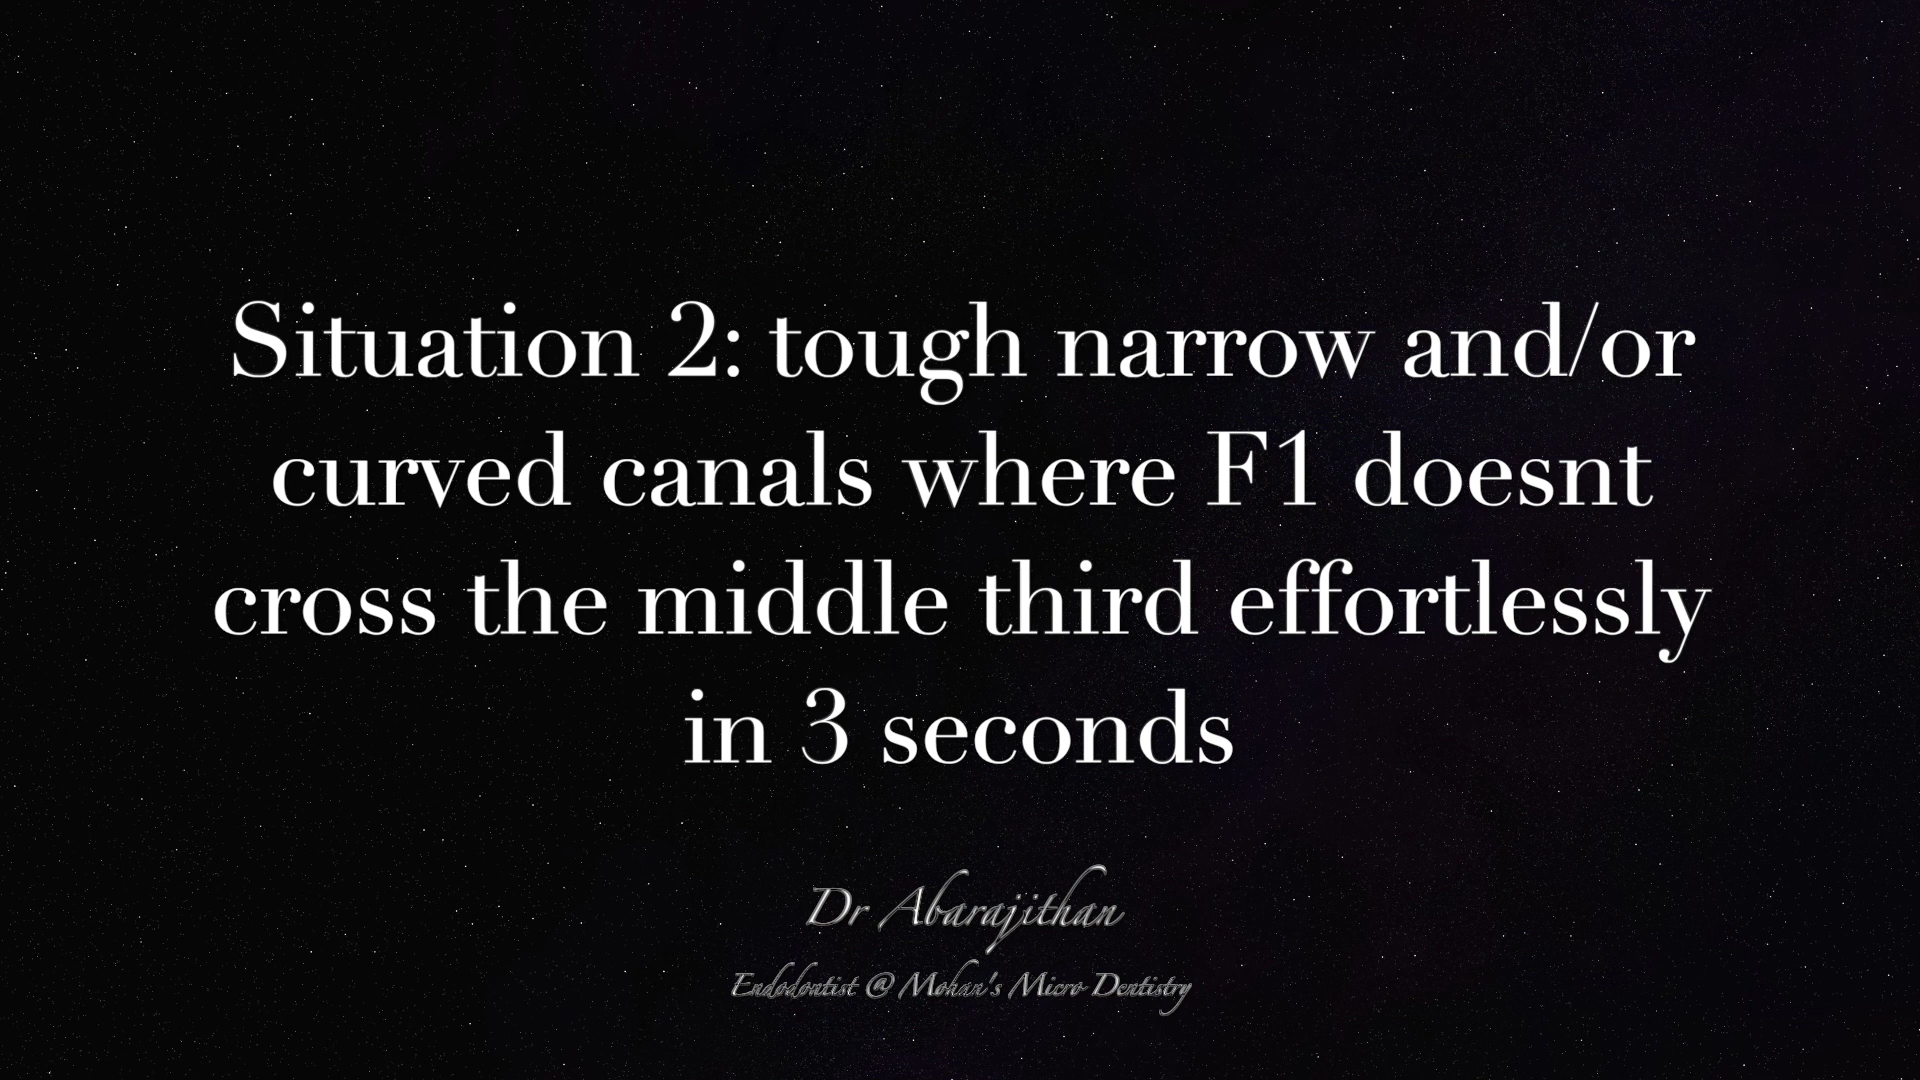 Situation 2: tough narrow and/or
curved canals where F1 doesnt
cross the middle third effortlessly
in 3 seconds
Dr Abarajithan
Endodontist @ Mohan's Micro Dentistry